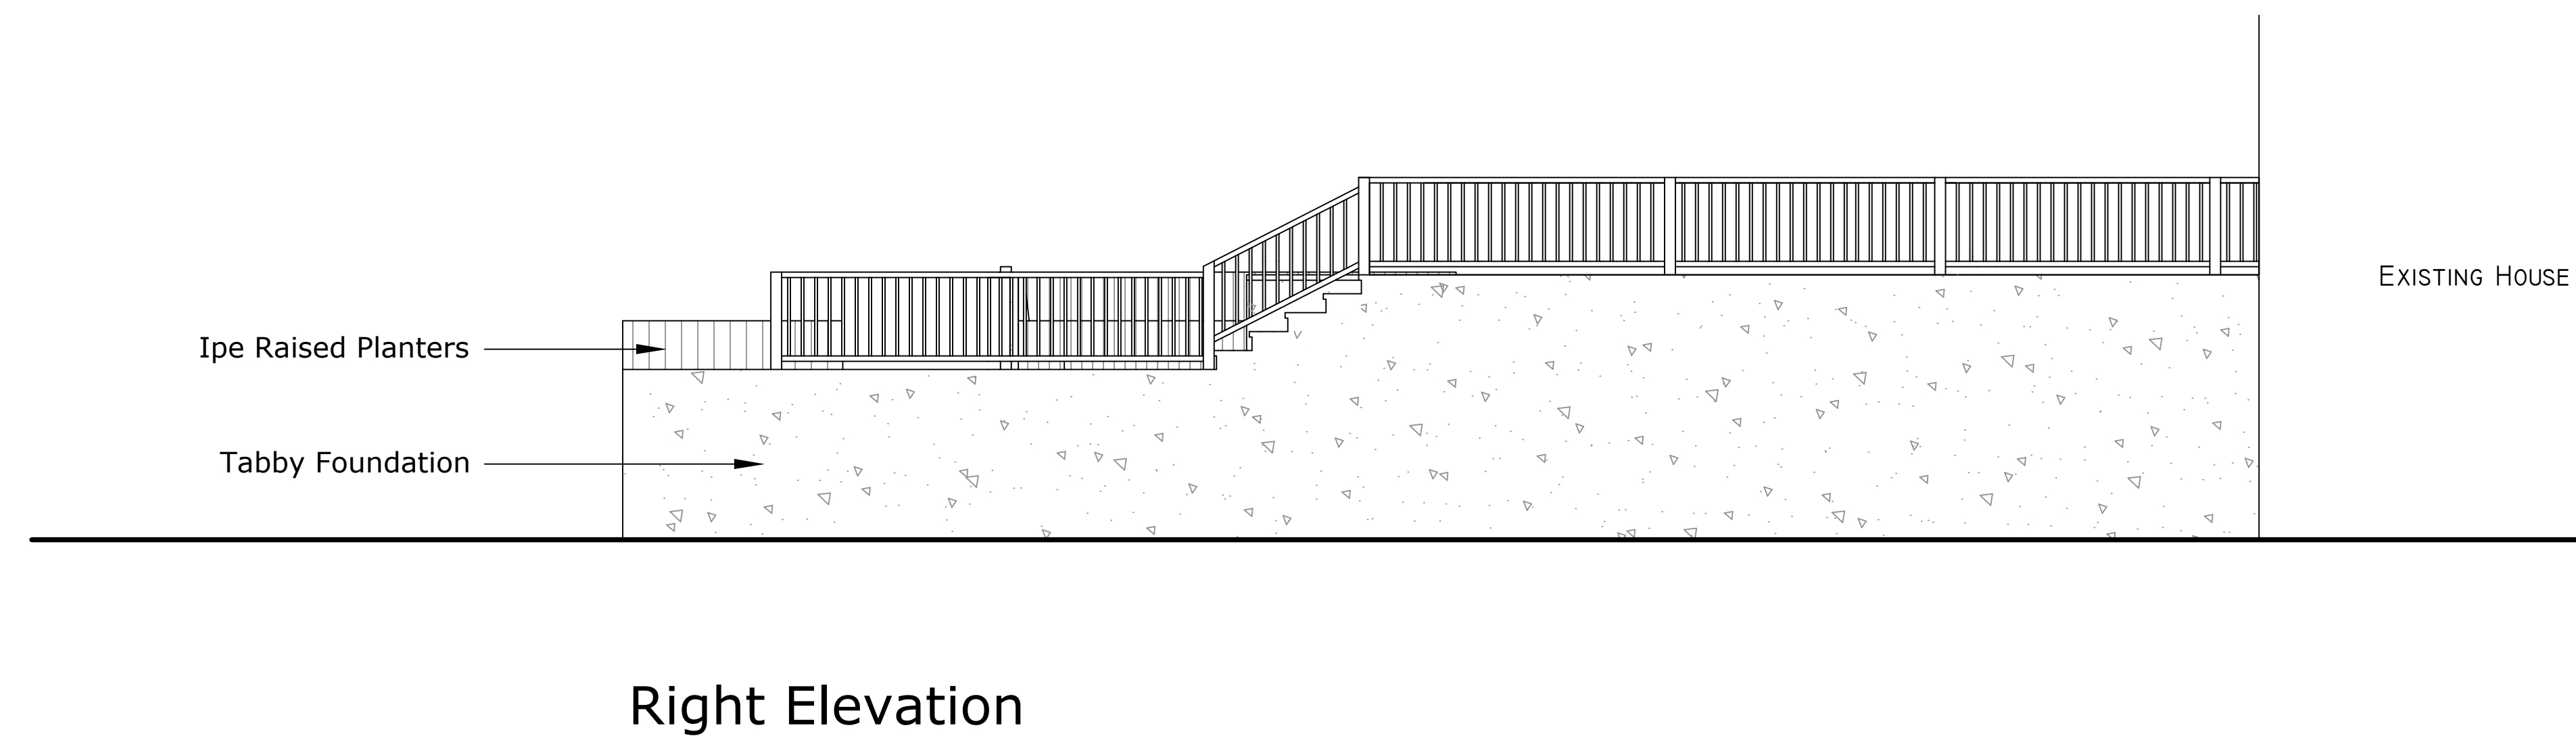 Existing House
Ipe Raised Planters
Tabby Foundation
Right Elevation